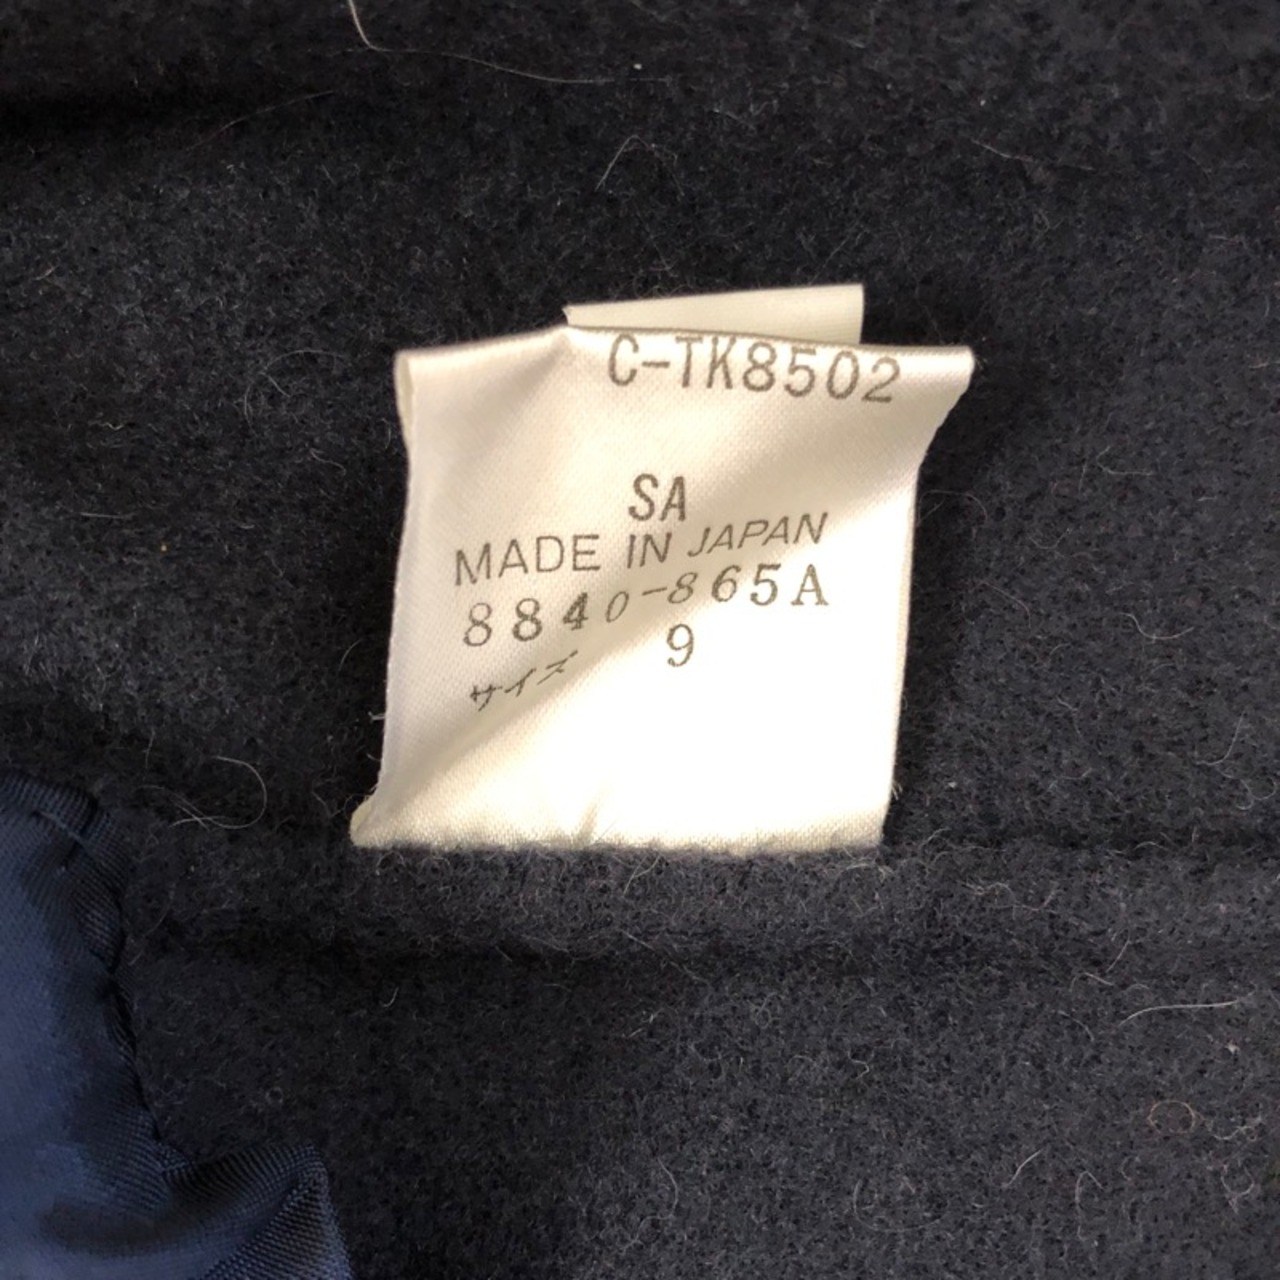 C-TK8502
SA
MADE IN JAPAN
8840-865A
サイズ 9